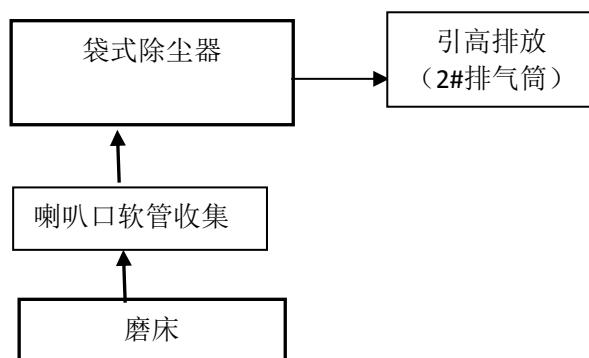 袋式除尘器
引高排放
（2#排气筒）
喇叭口软管收集
磨床